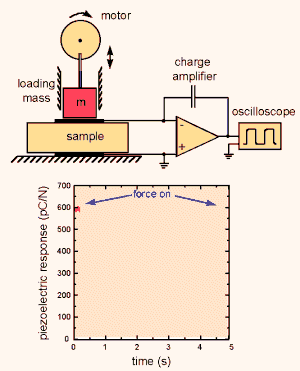 motor
charge
amplifier
loading
mass
m
oscilloscope
sample
-
+
force on
700
600
500
400
300
200
100
0
0 1 2 3 4 5
piezoelectric response (pC/N)
time (s)